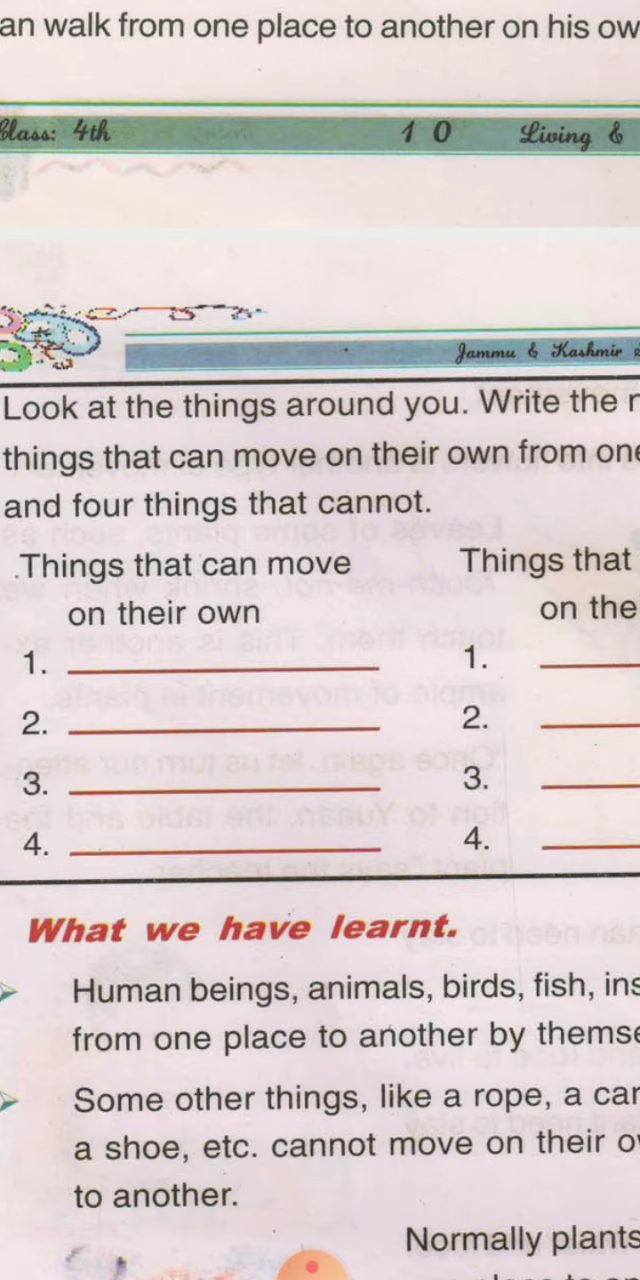 an walk from one place to another on his ow
Class: 4th 1 0 Living &
Jammu & Kashmir
Look at the things around you. Write the
things that can move on their own from one
and four things that cannot.
Things that can move Things that
on their own on the
1. 1.
2. 2.
3. 3.
4. 4.
What we have learnt.
Human beings, animals, birds, fish, ins
from one place to another by themse
Some other things, like a rope, a car
a shoe, etc. cannot move on their ow
to another.
Normally plants